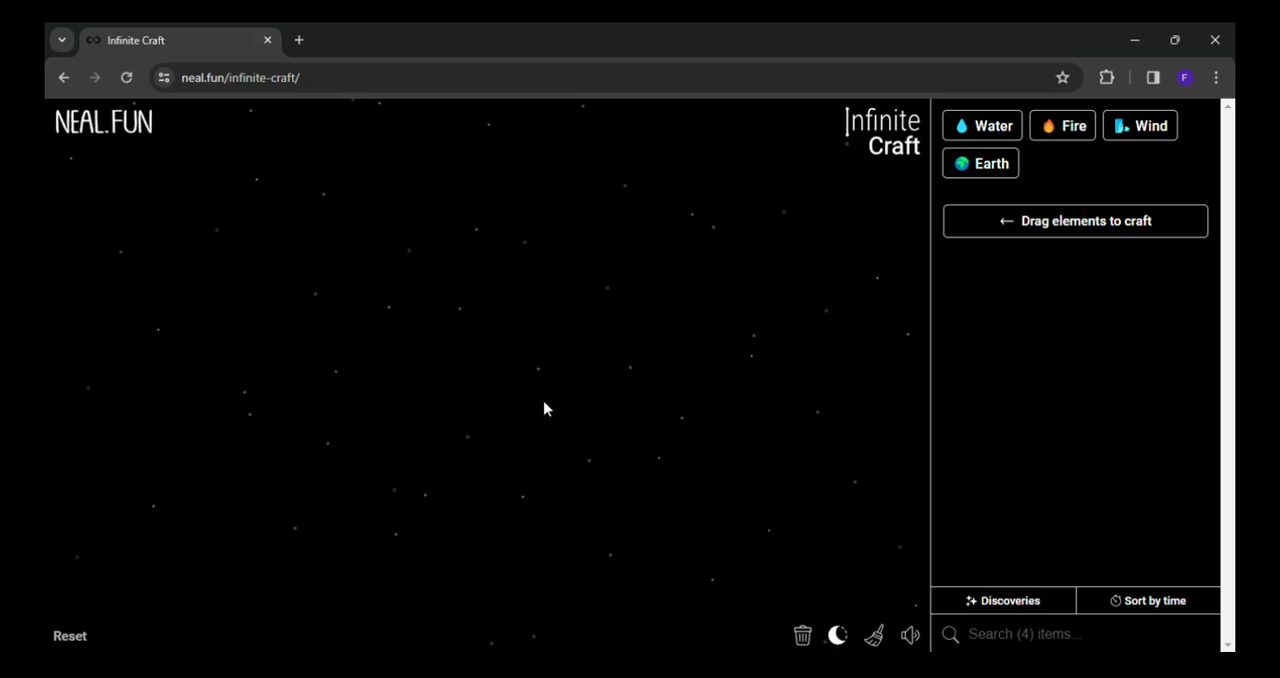 Infinite Craft
neal.fun/infinite-craft/
F
NEAL.FUN
Infinite
Craft
Water
Fire
Wind
Earth
← Drag elements to craft
Discoveries
Sort by time
Reset
Search (4) items...